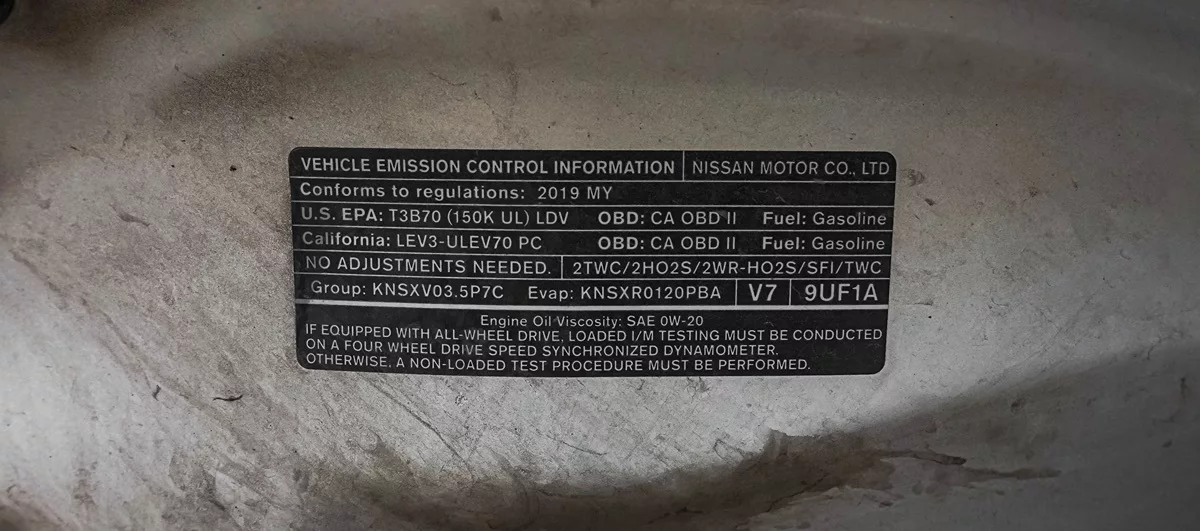 VEHICLE EMISSION CONTROL INFORMATION NISSAN MOTOR CO., LTD
Conforms to regulations: 2019 MY
U.S. EPA: T3B70 (150K UL) LDV OBD: CA OBD II Fuel: Gasoline
California: LEV3-ULEV70 PC OBD: CA OBD II Fuel: Gasoline
NO ADJUSTMENTS NEEDED. 2TWC/2HO2S/2WR-HO2S/SFI/TWC
Group: KNSXV03.5P7C Evap: KNSXR0120PBA V7 9UF1A
Engine Oil Viscosity: SAE 0W-20
IF EQUIPPED WITH ALL-WHEEL DRIVE, LOADED I/M TESTING MUST BE CONDUCTED
ON A FOUR WHEEL DRIVE SPEED SYNCHRONIZED DYNAMOMETER.
OTHERWISE, A NON-LOADED TEST PROCEDURE MUST BE PERFORMED.